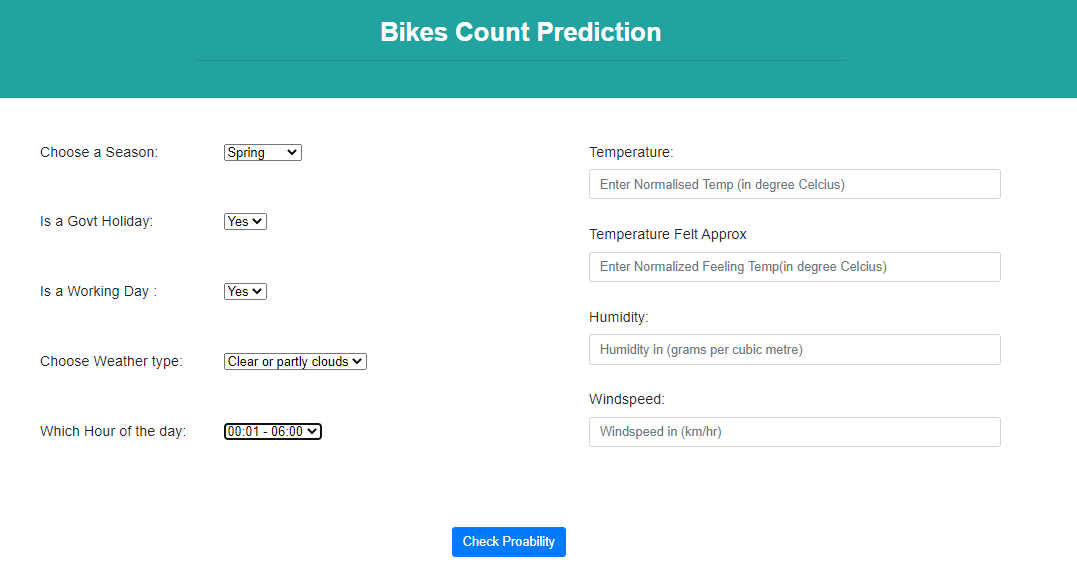 Bikes Count Prediction
Choose a Season: Spring
Is a Govt Holiday: Yes
Is a Working Day : Yes
Choose Weather type: Clear or partly clouds
Which Hour of the day: 00:01 - 06:00
Temperature:
Enter Normalised Temp (in degree Celcius)
Temperature Felt Approx
Enter Normalized Feeling Temp(in degree Celcius)
Humidity:
Humidity in (grams per cubic metre)
Windspeed:
Windspeed in (km/hr)
Check Proability